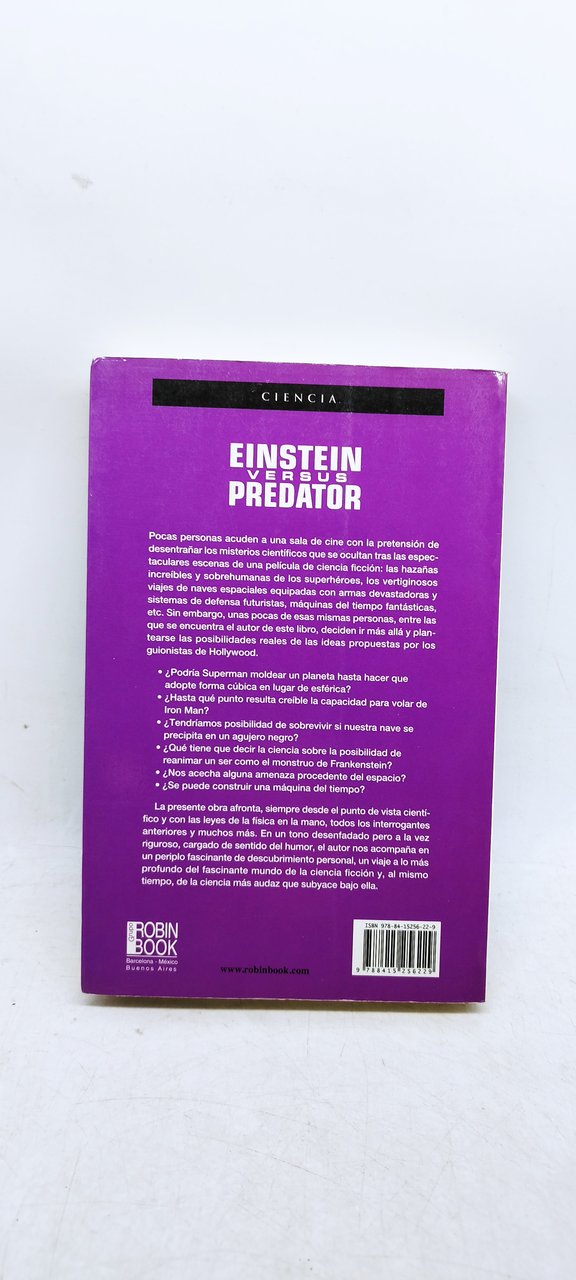 CIENCIA
EINSTEIN
VERSUS
PREDATOR
Pocas personas acuden a una sala de cine con la pretensión de
desentrañar los misterios científicos que se ocultan tras las espec-
taculares escenas de una película de ciencia ficción: las hazañas
increíbles y sobrehumanas de los superhéroes, los vertiginosos
viajes de naves espaciales equipadas con armas devastadoras y
sistemas de defensa futuristas, máquinas del tiempo fantásticas,
etc. Sin embargo, unas pocas de esas mismas personas, entre las
que se encuentra el autor de este libro, deciden ir más allá y plan-
tearse las posibilidades reales de las ideas propuestas por los
guionistas de Hollywood.
• ¿Podría Superman moldear un planeta hasta hacer que
adopte forma cúbica en lugar de esférica?
• ¿Hasta qué punto resulta creíble la capacidad para volar de
Iron Man?
• ¿Tendríamos posibilidad de sobrevivir si nuestra nave se
precipita en un agujero negro?
• ¿Qué tiene que decir la ciencia sobre la posibilidad de
reanimar un ser como el monstruo de Frankenstein?
• ¿Nos acecha alguna amenaza procedente del espacio?
• ¿Se puede construir una máquina del tiempo?
La presente obra afronta, siempre desde el punto de vista cientí-
fico y con las leyes de la física en la mano, todos los interrogantes
anteriores y muchos más. En un tono desenfadado pero a la vez
riguroso, cargado de sentido del humor, el autor nos acompaña en
un periplo fascinante de descubrimiento personal, un viaje a lo más
profundo del fascinante mundo de la ciencia ficción y, al mismo
tiempo, de la ciencia más audaz que subyace bajo ella.
Grupo
ROBIN
BOOK
Barcelona - México
Buenos Aires
www.robinbook.com
ISBN 978-84-15256-22-9
9 788415 256229